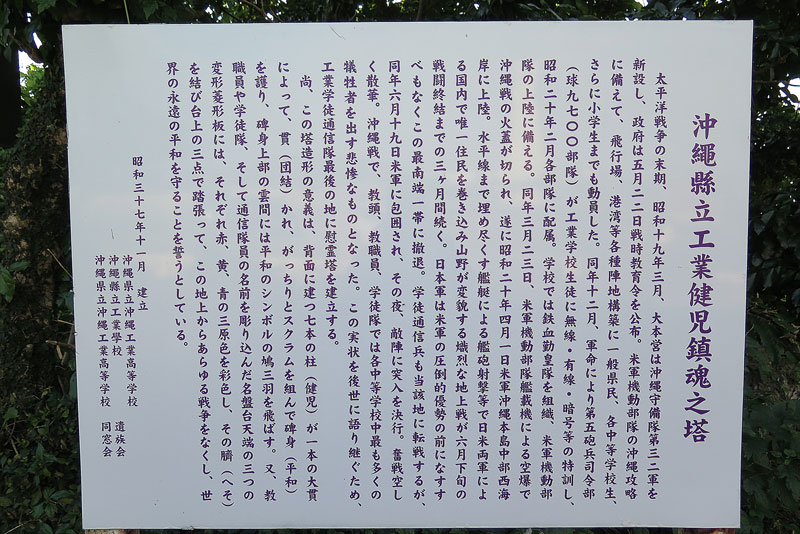 沖縄縣立工業健児鎮魂之塔
太平洋戦争の末期、昭和十九年三月、大本営は沖縄守備隊第三二軍を
新設し、政府は五月二二日戦時教育令を公布。米軍機動部隊の沖縄攻略
に備えて、飛行場、港湾等各種陣地構築に一般県民、各中等学校生、
さらに小学生までも動員した。同年十二月、軍命により第五砲兵司令部
(球九七〇〇部隊)が工業学校生徒に無線・有線・暗号等の特訓し、
昭和二十年二月各部隊に配属。学校では鉄血勤皇隊を組織、米軍機動部
隊の上陸に備える。同年三月二三日、米軍機動部隊艦載機による空爆で
沖縄戦の火蓋が切られ、遂に昭和二十年四月一日米軍沖縄本島中部西海
岸に上陸。水平線まで埋め尽くす艦艇による艦砲射撃等で日米両軍によ
る国内で唯一住民を巻き込み山野が変貌する熾烈な地上戦が六月下旬の
戦闘終結までの三ヶ月間続く。日本軍は米軍の圧倒的優勢の前になすす
べもなくこの最南端一帯に撤退。学徒通信兵も当該地に転戦するが、
同年六月十九日米軍に包囲され、その夜、敵陣に突入を決行。奮戦空し
く散華。沖縄戦で、教頭、教職員、学徒隊では各中等学校中最も多くの
犠牲者を出す悲惨なものとなった。この実状を後世に語り継ぐため、
工業学徒通信隊最後の地に慰霊塔を建立する。
尚、この塔造形の意義は、背面に建つ七本の柱(健児)が一本の大貫
によって、貫(団結)かれ、がっちりとスクラムを組んで碑身(平和)
を護り、碑身上部の雲間には平和のシンボルの鳩三羽を飛ばす。又、教
職員や学徒隊、そして通信隊員の名前を彫り込んだ名盤台天端の三つの
変形菱形板には、それぞれ赤、黄、青の三原色を彩色し、その臍(へそ)
を結び台上の三点で踏張って、この地上からあらゆる戦争をなくし、世
界の永遠の平和を守ることを誓うとしている。
昭和三十七年十一月 建立
沖縄県立沖縄工業高等学校
沖縄縣立工業學校 遺族会
沖縄県立沖縄工業高等学校 同窓会